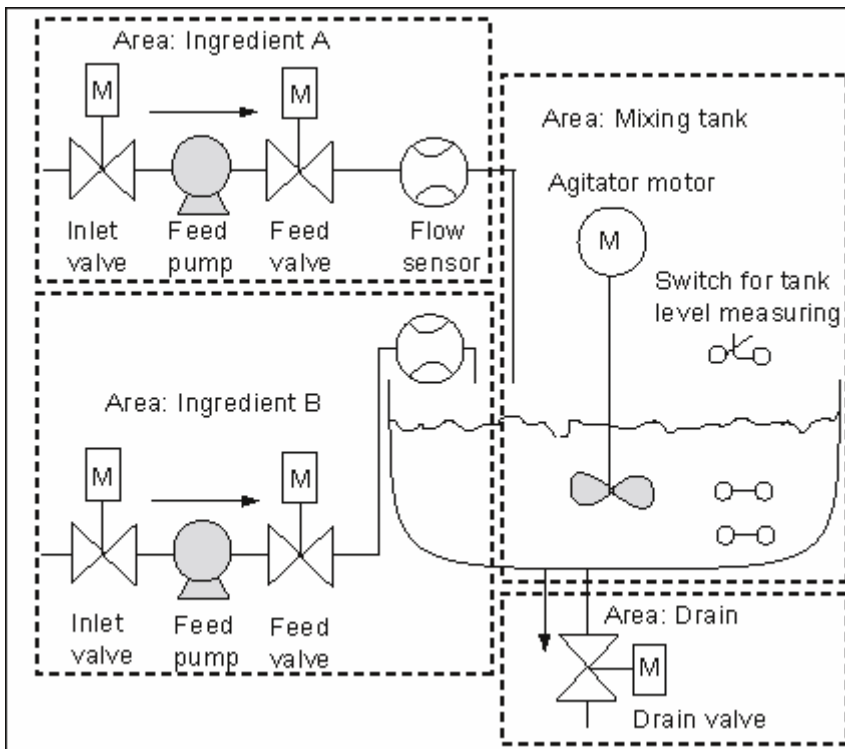 Area: Ingredient A
M
M
Inlet
valve
Feed
pump
Feed
valve
Flow
sensor
Area: Mixing tank
Agitator motor
M
Switch for tank
level measuring
Area: Ingredient B
M
M
Inlet
valve
Feed
pump
Feed
valve
Area: Drain
M
Drain valve